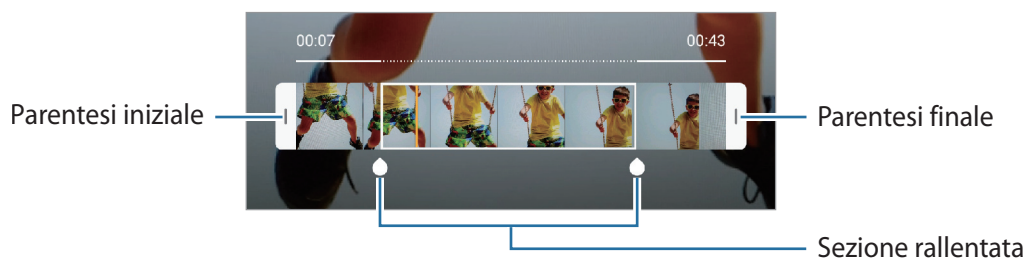 00:07 00:43
Parentesi iniziale
Parentesi finale
Sezione rallentata